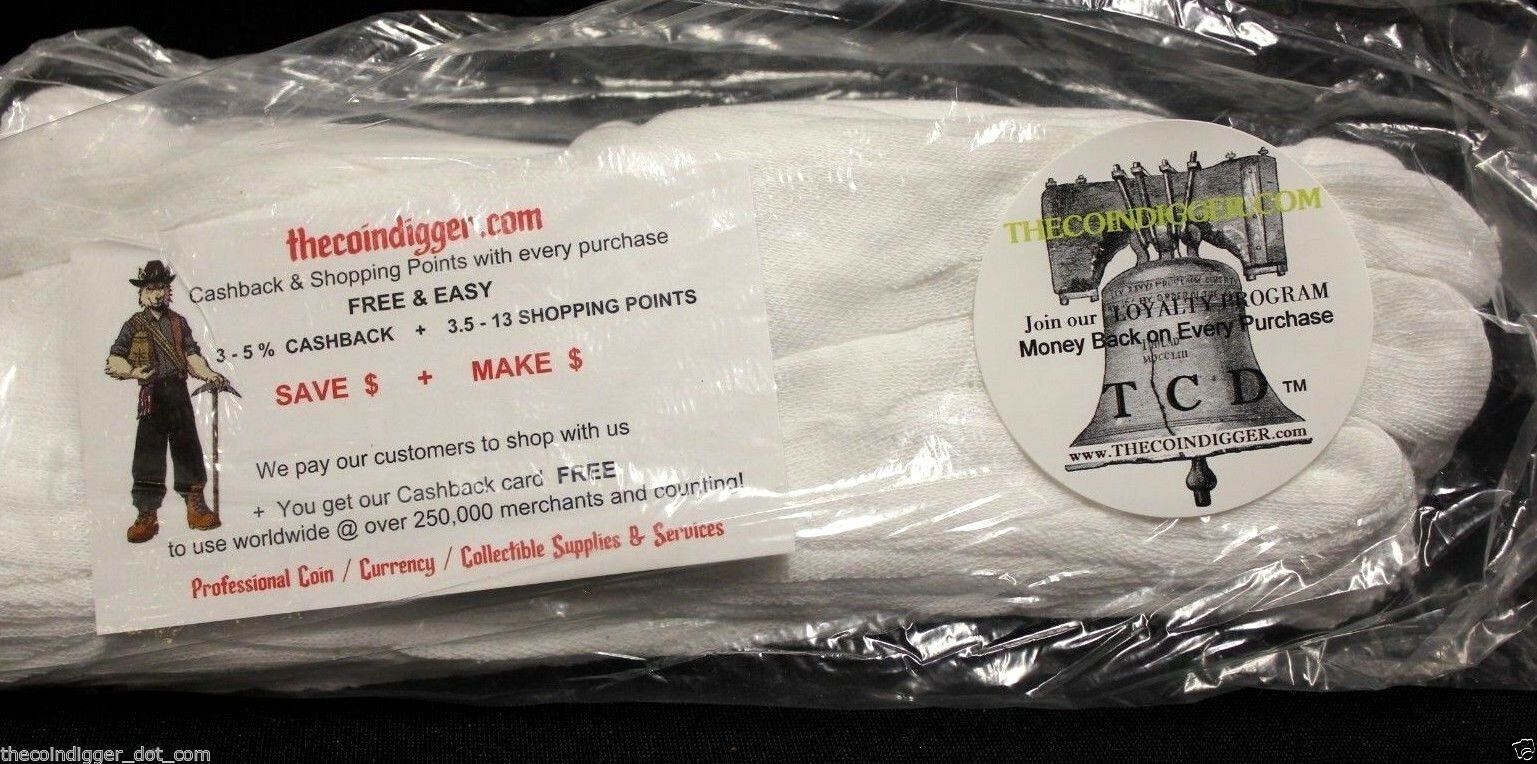 thecoindigger.com
Cashback & Shopping Points with every purchase
FREE & EASY
3 - 5 % CASHBACK + 3.5 - 13 SHOPPING POINTS
SAVE $ + MAKE $
We pay our customers to shop with us
+ You get our Cashback card FREE
to use worldwide @ over 250,000 merchants and counting!
Professional Coin / Currency / Collectible Supplies & Services
THECOINDIGGER.COM
Join our LOYALTY PROGRAM
Money Back on Every Purchase
MDCCLIII
T C D TM
www.THECOINDIGGER.com
thecoindigger_dot_com